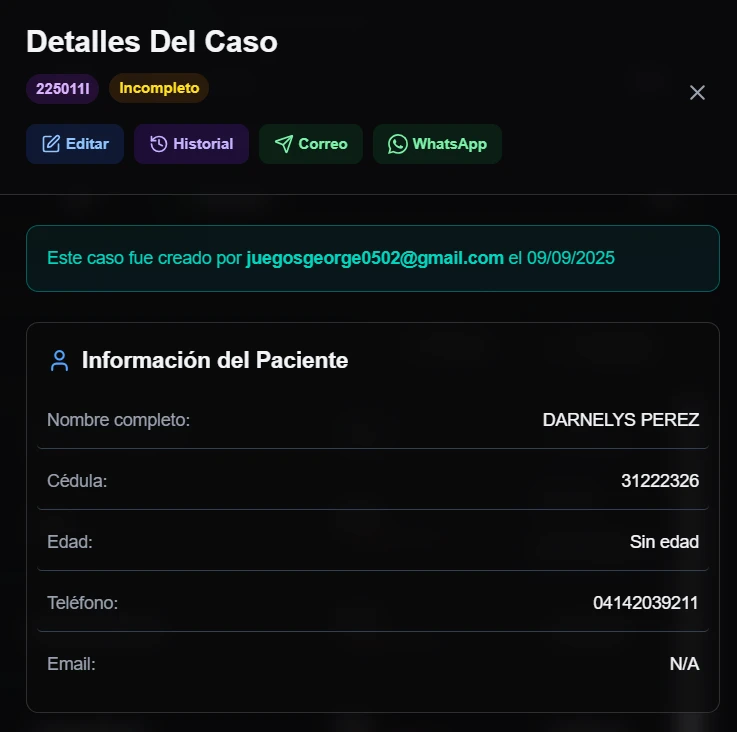 Detalles Del Caso
225011I Incompleto
Editar Historial Correo WhatsApp
Este caso fue creado por juegosgeorge0502@gmail.com el 09/09/2025
Información del Paciente
Nombre completo: DARNELYS PEREZ
Cédula: 31222326
Edad: Sin edad
Teléfono: 04142039211
Email: N/A